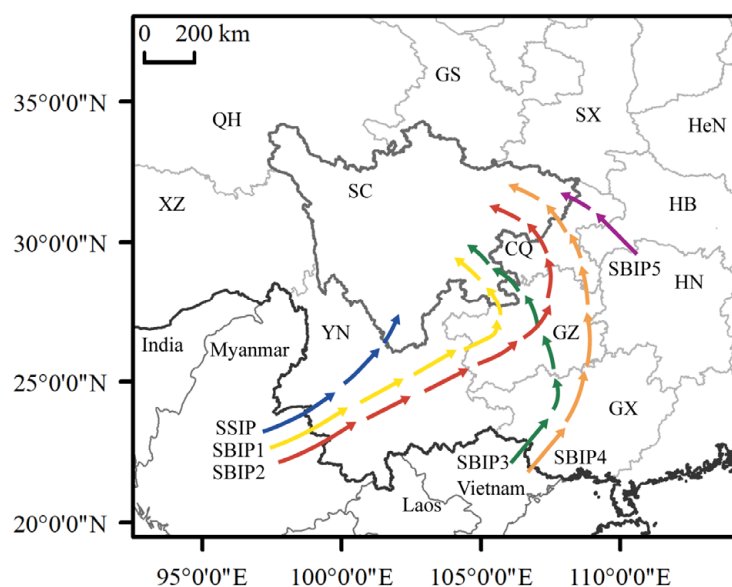 0 200 km
GS
35°0'0"N
SX
QH
HeN
XZ
SC
HB
30°0'0"N
CQ
SBIP5
HN
YN
India
Myanmar
GZ
25°0'0"N
GX
SSIP
SBIP1
SBIP2
SBIP3
SBIP4
Vietnam
Laos
20°0'0"N
95°0'0"E 100°0'0"E 105°0'0"E 110°0'0"E